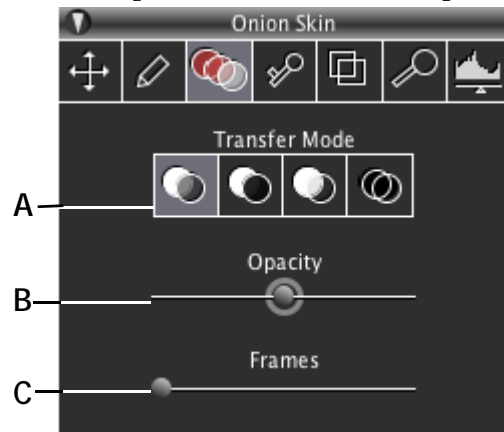 Onion Skin
Transfer Mode
A
Opacity
B
Frames
C